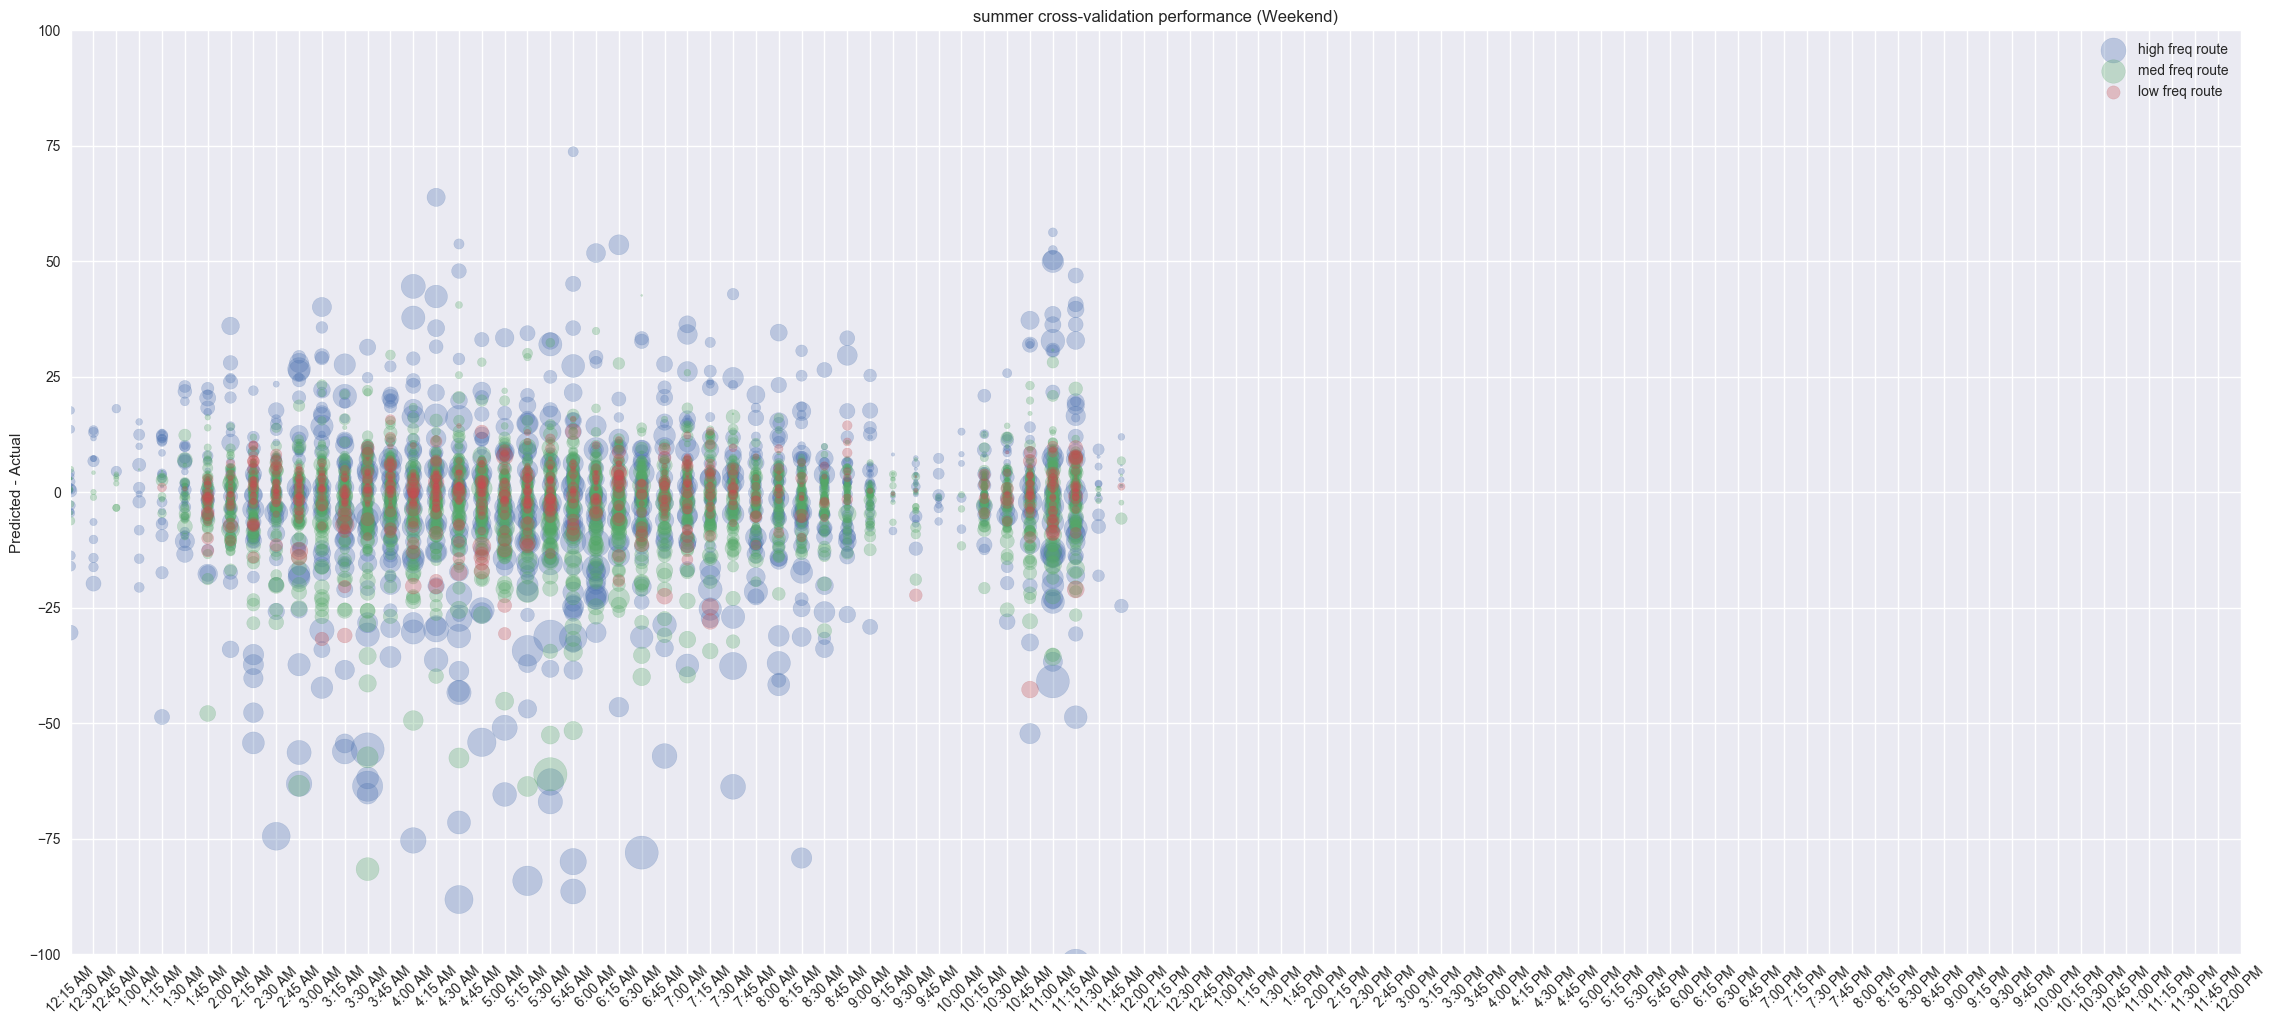 summer cross-validation performance (Weekend)
high freq route
med freq route
low freq route
Predicted - Actual
100
75
50
25
0
−25
−50
−75
−100
12:15 AM
12:30 AM
12:45 AM
1:00 AM
1:15 AM
1:30 AM
1:45 AM
2:00 AM
2:15 AM
2:30 AM
2:45 AM
3:00 AM
3:15 AM
3:30 AM
3:45 AM
4:00 AM
4:15 AM
4:30 AM
4:45 AM
5:00 AM
5:15 AM
5:30 AM
5:45 AM
6:00 AM
6:15 AM
6:30 AM
6:45 AM
7:00 AM
7:15 AM
7:30 AM
7:45 AM
8:00 AM
8:15 AM
8:30 AM
8:45 AM
9:00 AM
9:15 AM
9:30 AM
9:45 AM
10:00 AM
10:15 AM
10:30 AM
10:45 AM
11:00 AM
11:15 AM
11:30 AM
11:45 AM
12:00 PM
12:15 PM
12:30 PM
12:45 PM
1:00 PM
1:15 PM
1:30 PM
1:45 PM
2:00 PM
2:15 PM
2:30 PM
2:45 PM
3:00 PM
3:15 PM
3:30 PM
3:45 PM
4:00 PM
4:15 PM
4:30 PM
4:45 PM
5:00 PM
5:15 PM
5:30 PM
5:45 PM
6:00 PM
6:15 PM
6:30 PM
6:45 PM
7:00 PM
7:15 PM
7:30 PM
7:45 PM
8:00 PM
8:15 PM
8:30 PM
8:45 PM
9:00 PM
9:15 PM
9:30 PM
9:45 PM
10:00 PM
10:15 PM
10:30 PM
10:45 PM
11:00 PM
11:15 PM
11:30 PM
11:45 PM
12:00 PM